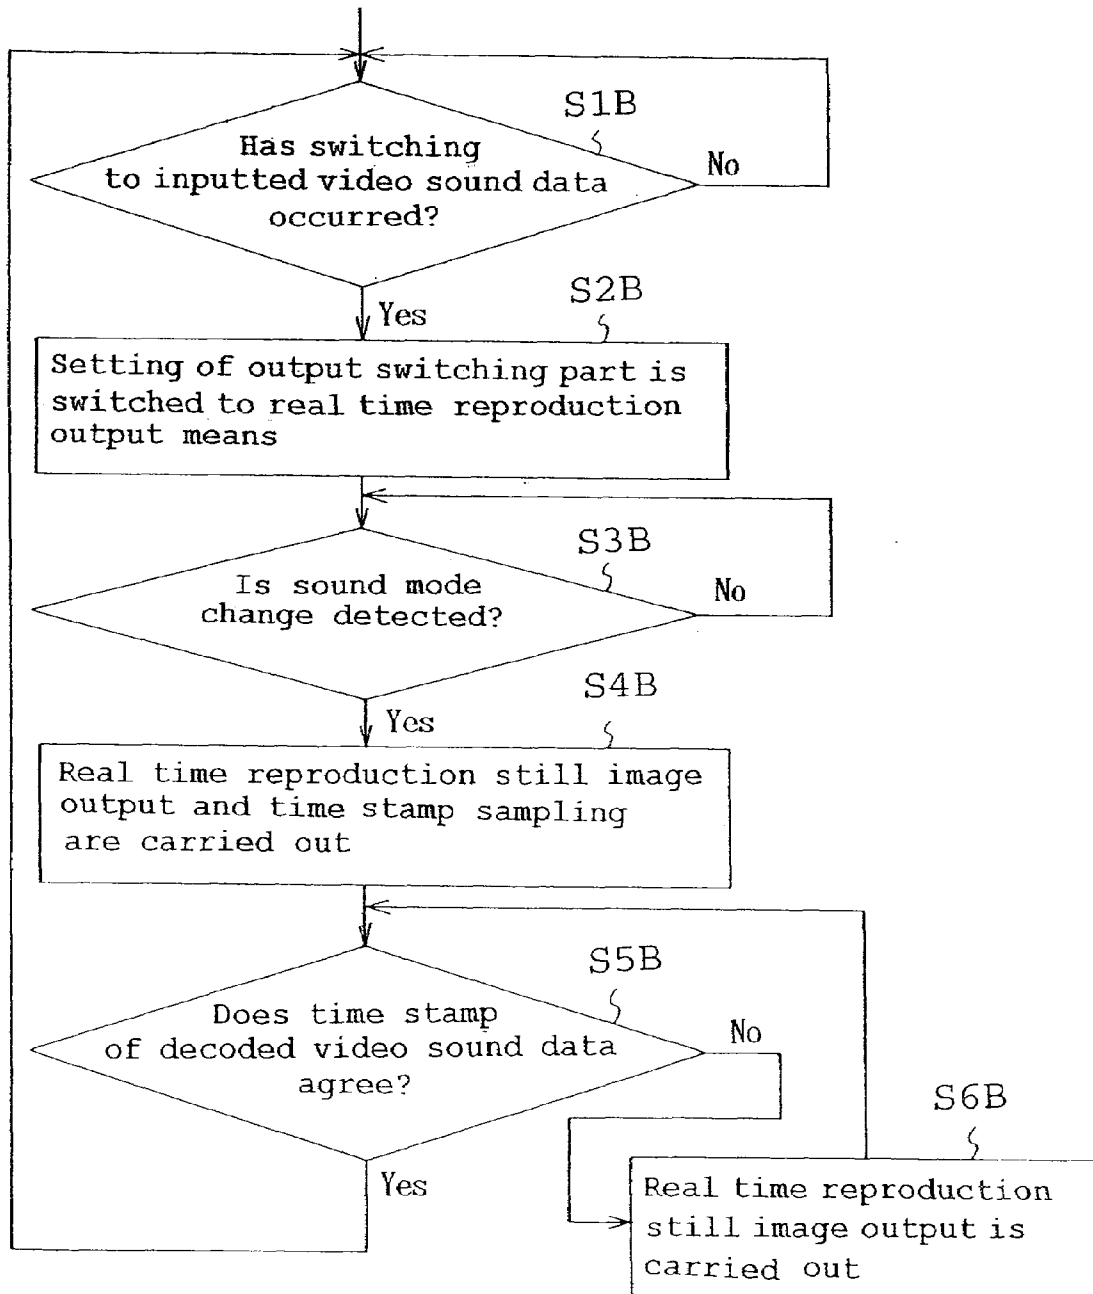 S1B
Has switching
to inputted video sound data
occurred?
No
Yes
S2B
Setting of output switching part is
switched to real time reproduction
output means
S3B
Is sound mode
change detected?
No
Yes
S4B
Real time reproduction still image
output and time stamp sampling
are carried out
S5B
Does time stamp
of decoded video sound data
agree?
No
Yes
S6B
Real time reproduction
still image output is
carried out